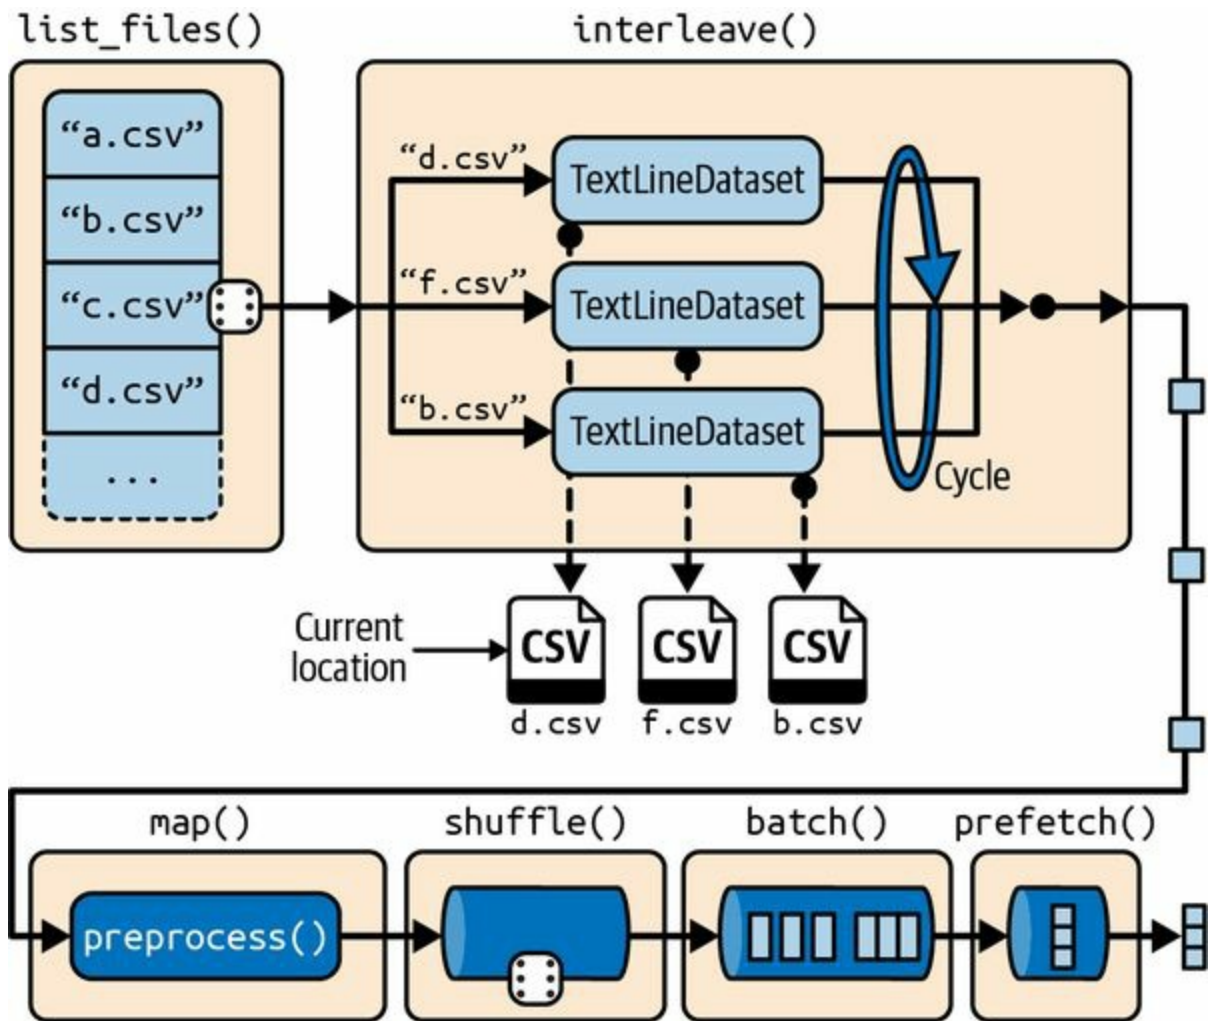 list_files()
interleave()
“a.csv”
“b.csv”
“c.csv”
“d.csv”
...
“d.csv”
TextLineDataset
“f.csv”
TextLineDataset
“b.csv”
TextLineDataset
Cycle
Current
location
CSV
CSV
CSV
d.csv
f.csv
b.csv
map()
shuffle()
batch()
prefetch()
preprocess()